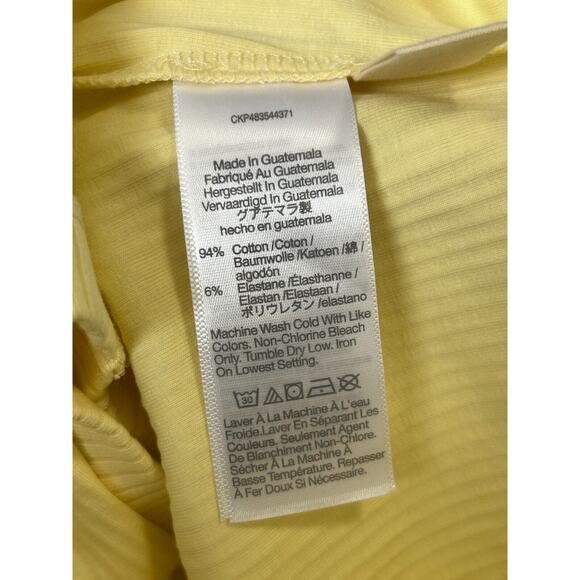 CKP483544371
Made In Guatemala
Fabriqué Au Guatemala
Hergestellt In Guatemala
Vervaardigd In Guatemala
グアテマラ製
hecho en guatemala
94% Cotton /Coton /
Baumwolle /Katoen /綿 /
algodón
6% Elastane /Élasthanne /
Elastan /Elastaan /
ポリウレタン /elastano
Machine Wash Cold With Like
Colors. Non-Chlorine Bleach
Only. Tumble Dry Low. Iron
On Lowest Setting.
30
Laver À La Machine À L'eau
Froide.Laver En Séparant Les
Couleurs. Seulement Agent
De Blanchiment Non-Chlore.
Sécher À La Machine À
Basse Température. Repasser
À Fer Doux Si Nécessaire.